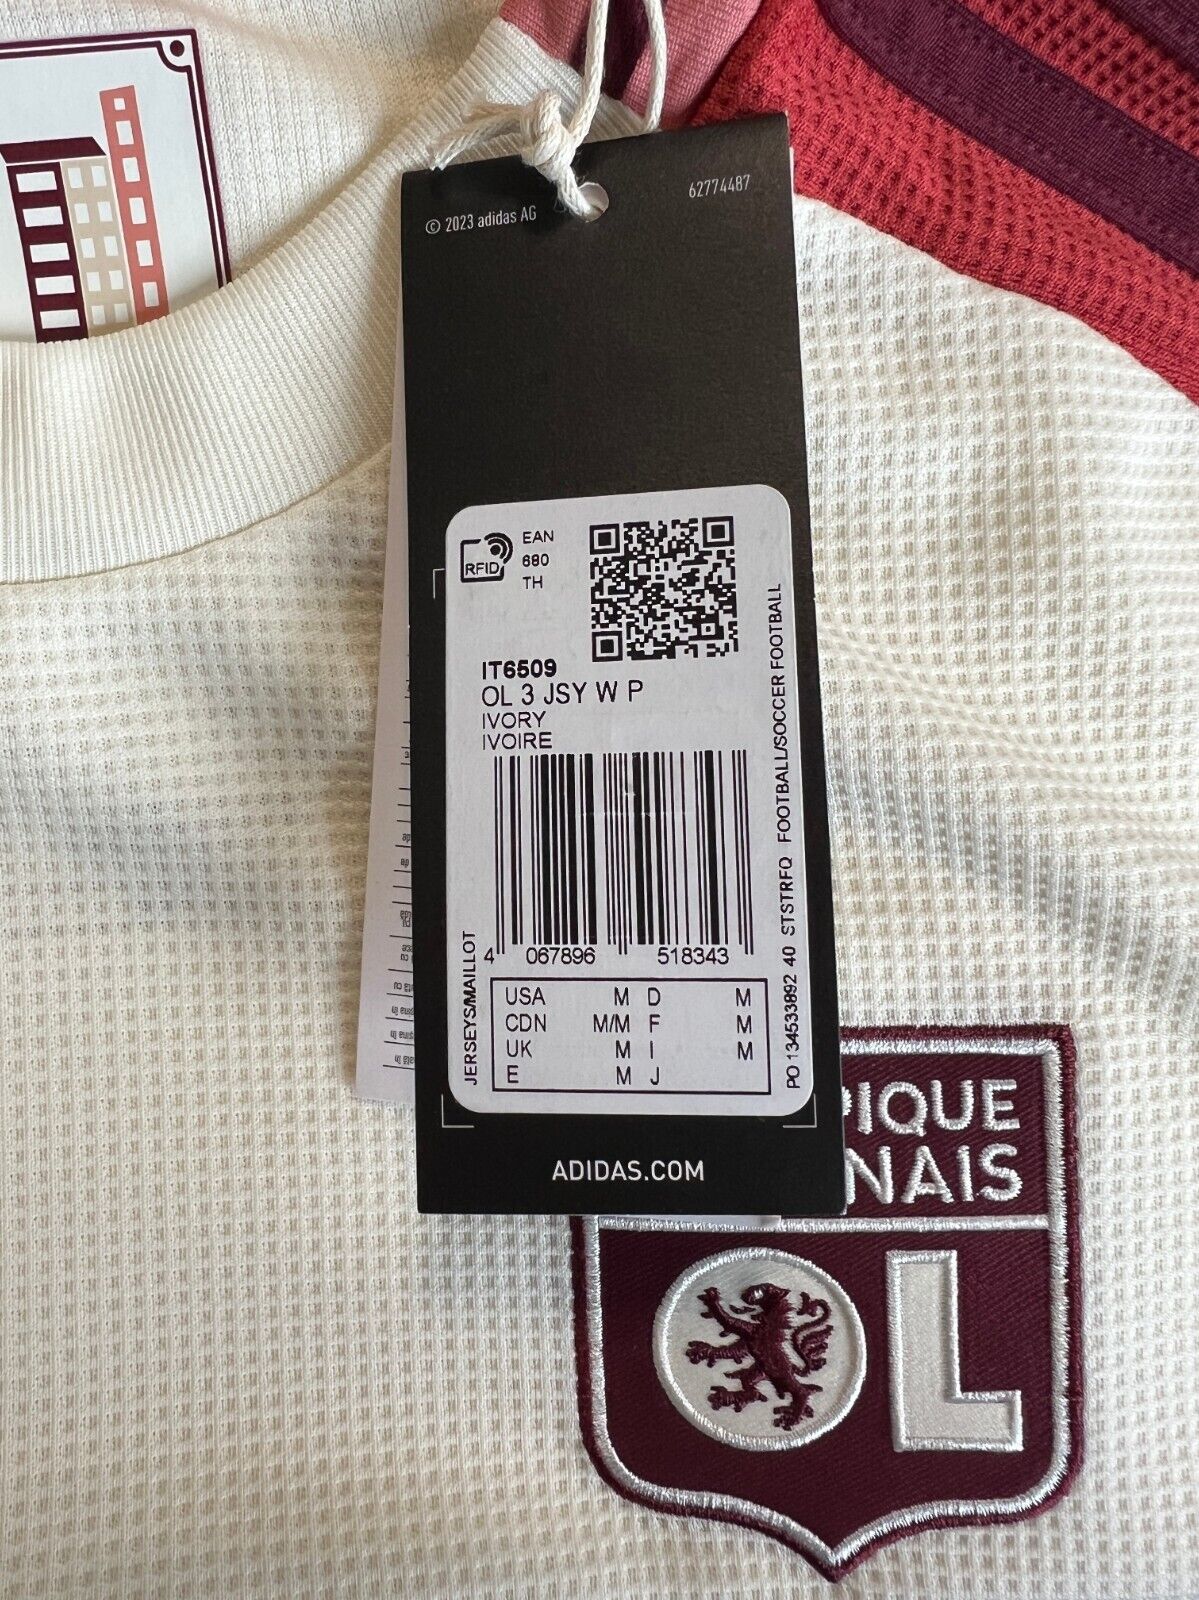 © 2023 adidas AG
62774487
RFID
EAN
680
TH
IT6509
OL 3 JSY W P
IVORY
IVOIRE
4 067896 518343
JERSEYS/MAILLOT
PO 134533892 40 STSTRFQ FOOTBALL/SOCCER FOOTBALL
USA M D M
CDN M/M F M
UK M I M
E M J
ADIDAS.COM
PIQUE
NAIS
OL